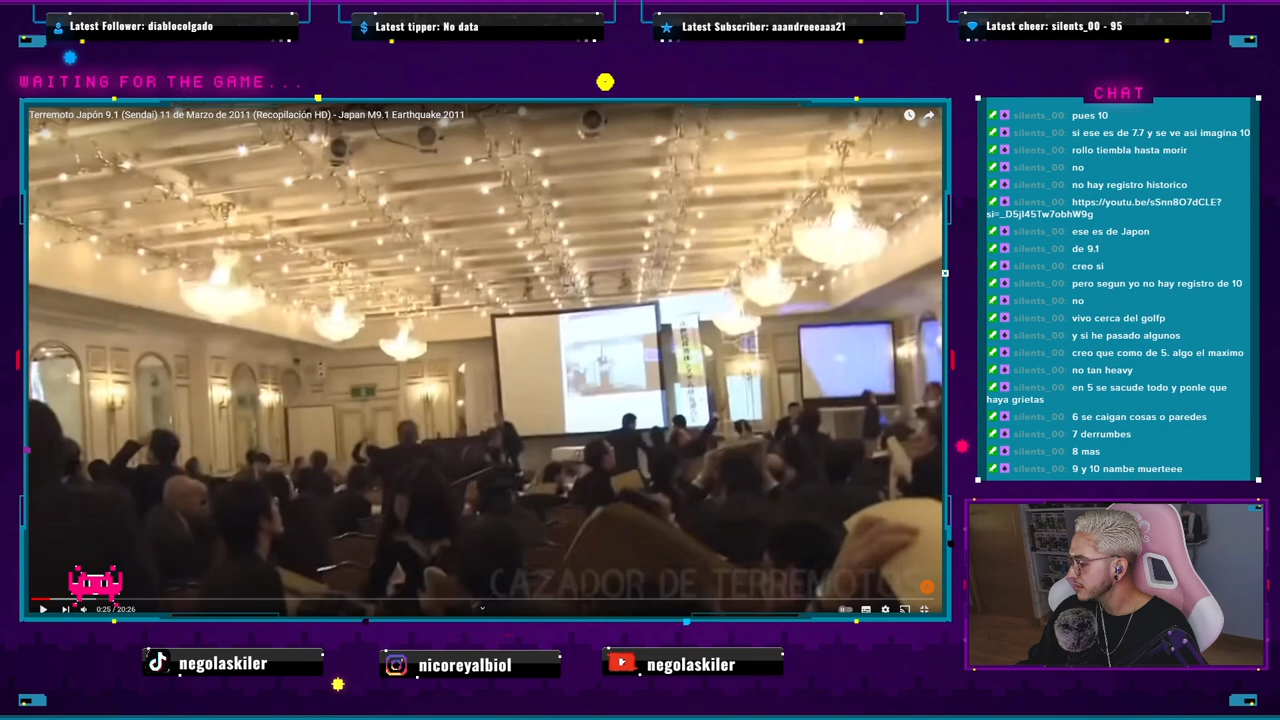 Latest Follower: diablocolgado
Latest tipper: No data
Latest Subscriber: aaandreeeaaa21
Latest cheer: silents_00 - 95
WAITING FOR THE GAME...
Terremoto Japón 9.1 (Sendai) 11 de Marzo de 2011 (Recopilación HD) - Japan M9.1 Earthquake 2011
CAZADOR DE TERREMOTOS
0:25 / 20:26
CHAT
silents_00: pues 10
silents_00: si ese es de 7.7 y se ve asi imagina 10
silents_00: rollo tiembla hasta morir
silents_00: no
silents_00: no hay registro historico
silents_00: https://youtu.be/sSnn8O7dCLE?
si=_D5jI45Tw7obhW9g
silents_00: ese es de Japon
silents_00: de 9.1
silents_00: creo si
silents_00: pero segun yo no hay registro de 10
silents_00: no
silents_00: vivo cerca del golfp
silents_00: y si he pasado algunos
silents_00: creo que como de 5. algo el maximo
silents_00: no tan heavy
silents_00: en 5 se sacude todo y ponle que
haya grietas
silents_00: 6 se caigan cosas o paredes
silents_00: 7 derrumbes
silents_00: 8 mas
silents_00: 9 y 10 nambe muerteee
negolaskiler
nicoreyalbiol
negolaskiler